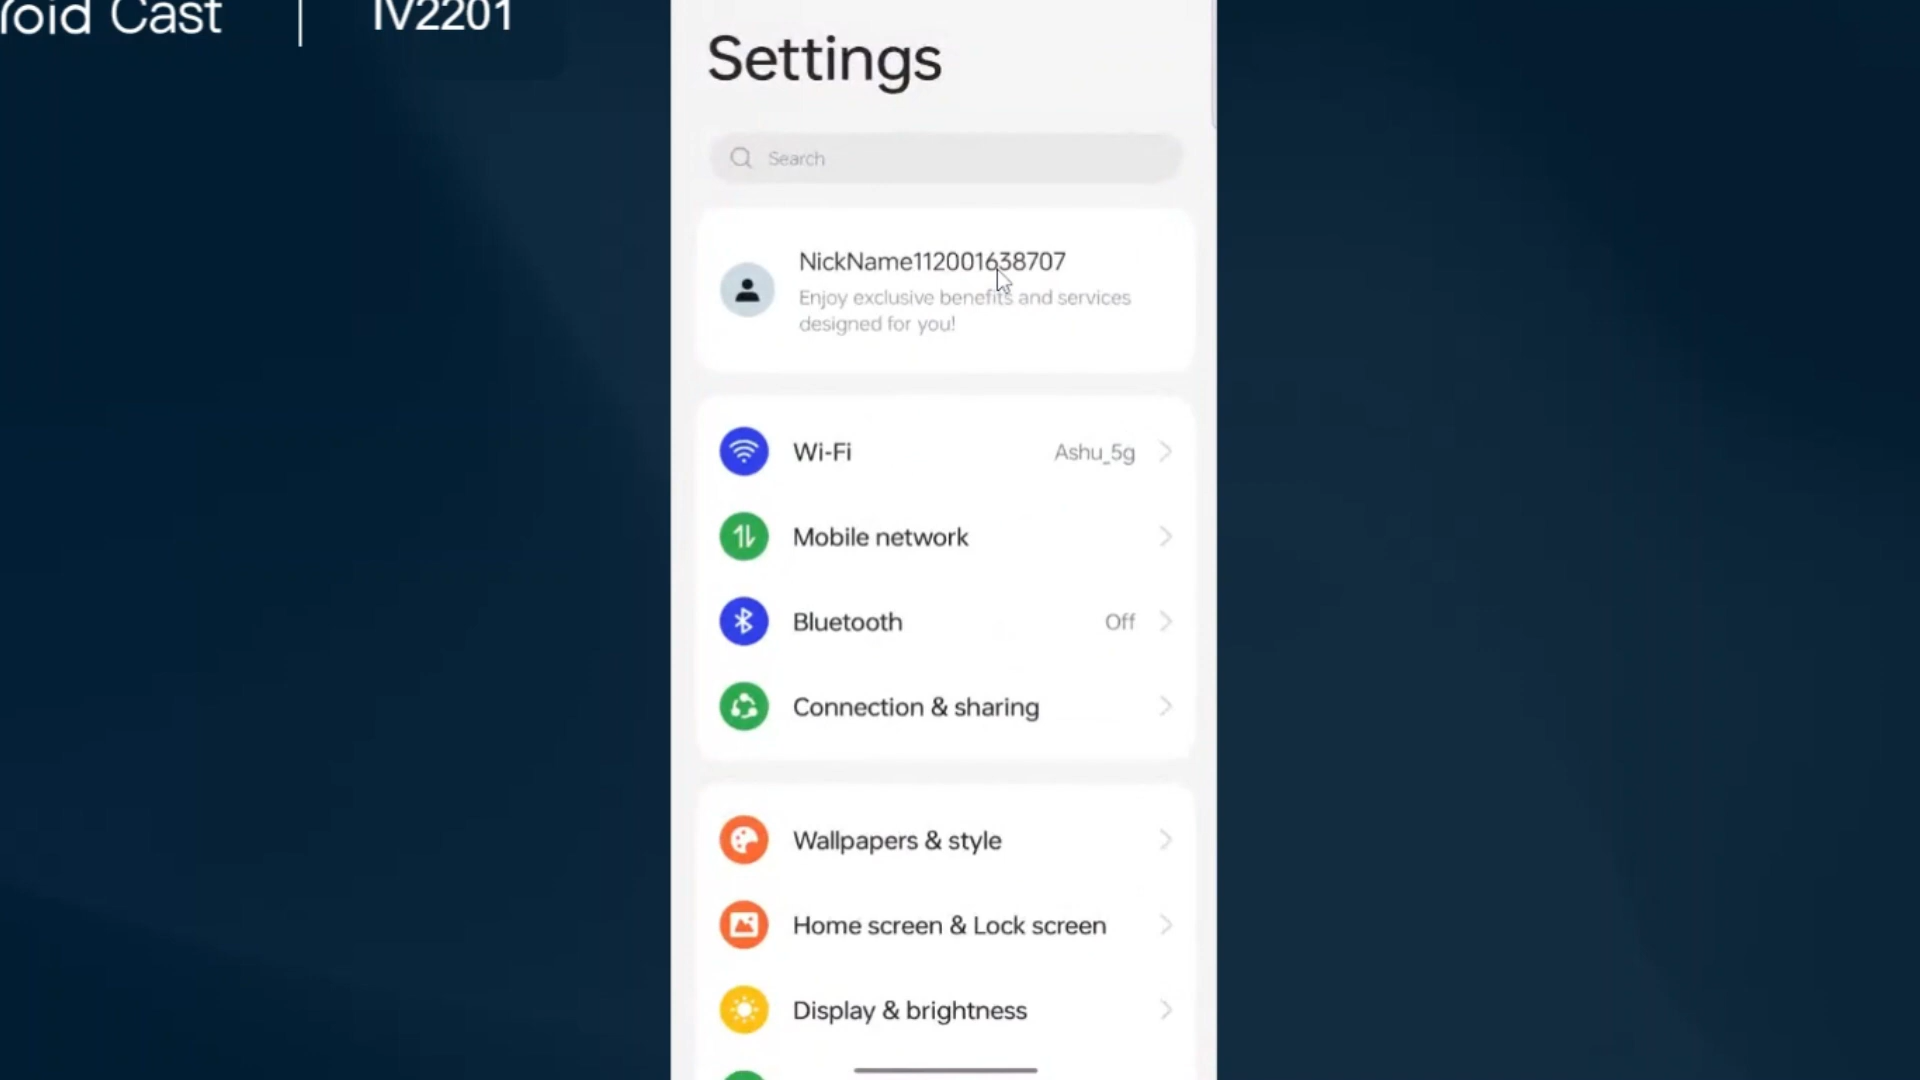 roid Cast | IV2201
Settings
Search
NickName112001638707
Enjoy exclusive benefits and services
designed for you!
Wi-Fi Ashu_5g
Mobile network
Bluetooth Off
Connection & sharing
Wallpapers & style
Home screen & Lock screen
Display & brightness